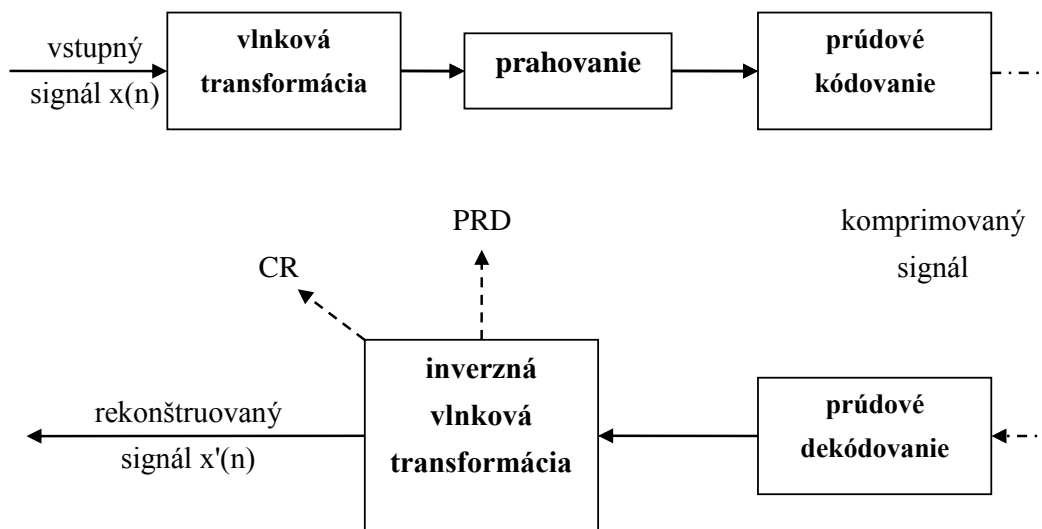 vstupný
signál x(n)
vlnková
transformácia
prahovanie
prúdové
kódovanie
komprimovaný
signál
PRD
CR
inverzná
vlnková
transformácia
prúdové
dekódovanie
rekonštruovaný
signál x'(n)